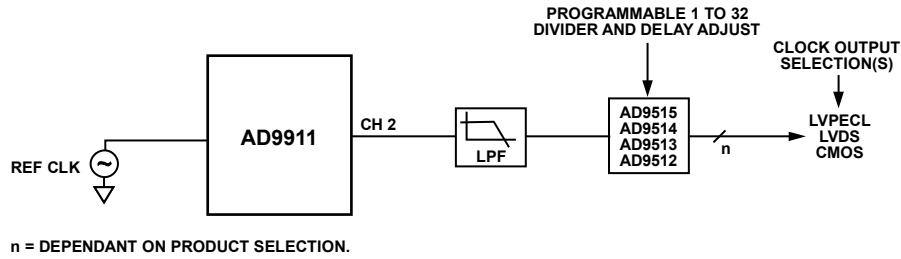 PROGRAMMABLE 1 TO 32
DIVIDER AND DELAY ADJUST
CLOCK OUTPUT
SELECTION(S)
REF CLK
~
AD9911
CH 2
LPF
AD9515
AD9514
AD9513
AD9512
n
LVPECL
LVDS
CMOS
n = DEPENDANT ON PRODUCT SELECTION.